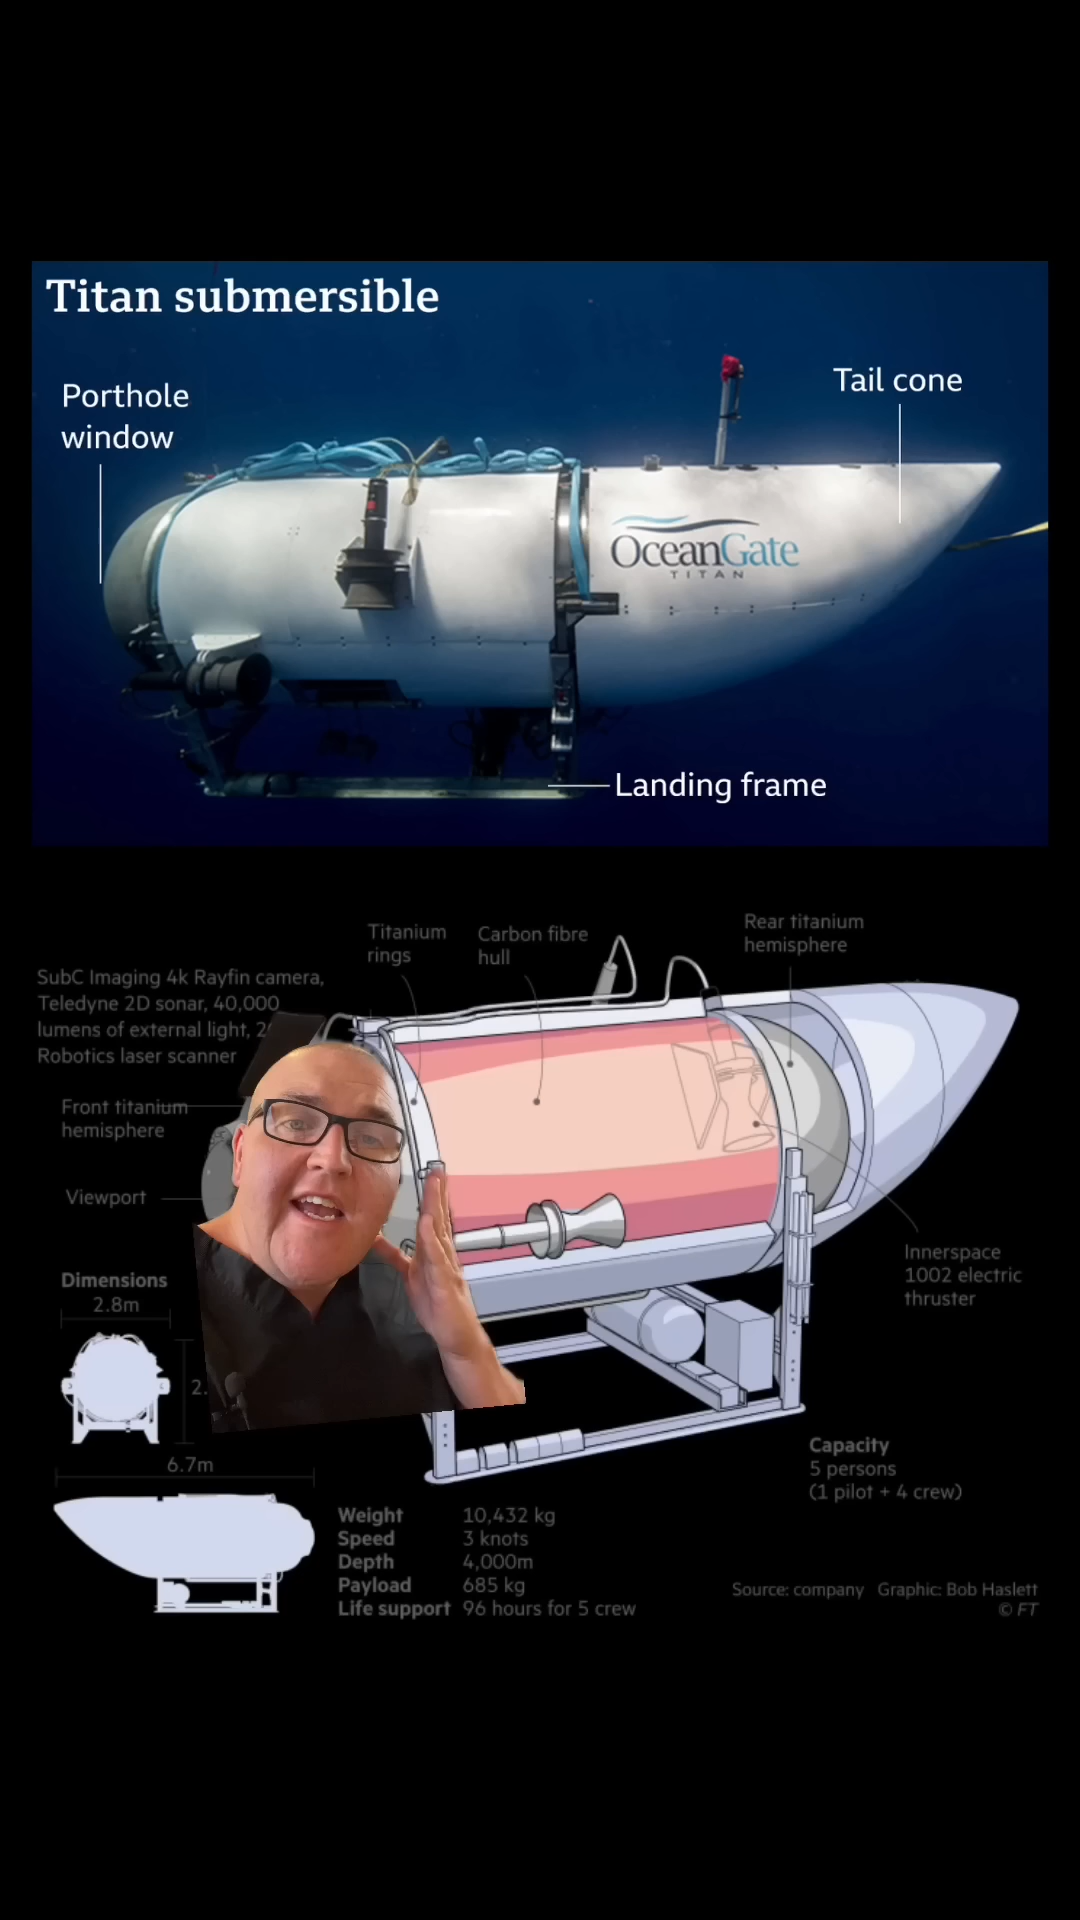 Titan submersible
Porthole
window
Tail cone
OceanGate
TITAN
Landing frame
Titanium
rings
Carbon fibre
hull
Rear titanium
hemisphere
SubC Imaging 4k Rayfin camera,
Teledyne 2D sonar, 40,000
lumens of external light,
Robotics laser scanner
Front titanium
hemisphere
Viewport
Innerspace
1002 electric
thruster
Dimensions
2.8m
2.
6.7m
Capacity
5 persons
(1 pilot + 4 crew)
Weight 10,432 kg
Speed 3 knots
Depth 4,000m
Payload 685 kg
Life support 96 hours for 5 crew
Source: company Graphic: Bob Haslett
© FT